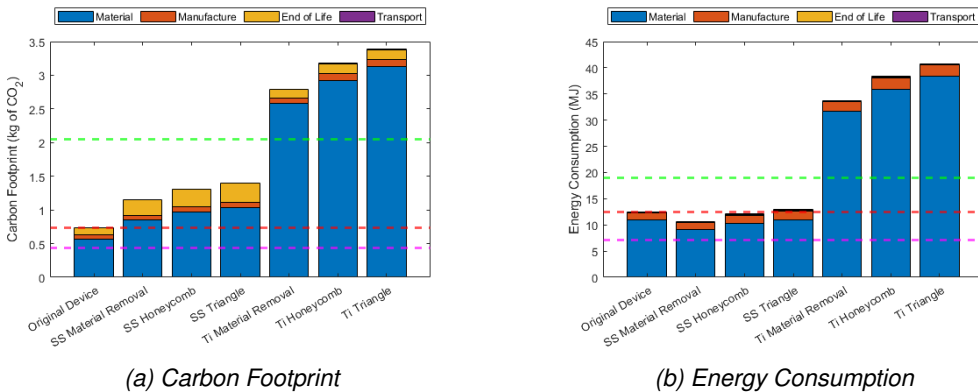 Material Manufacture End of Life Transport
Carbon Footprint (kg of CO2)
3.5
3
2.5
2
1.5
1
0.5
0
Original Device
SS Material Removal
SS Honeycomb
SS Triangle
Ti Material Removal
Ti Honeycomb
Ti Triangle
(a) Carbon Footprint
Material Manufacture End of Life Transport
Energy Consumption (MJ)
45
40
35
30
25
20
15
10
5
0
Original Device
SS Material Removal
SS Honeycomb
SS Triangle
Ti Material Removal
Ti Honeycomb
Ti Triangle
(b) Energy Consumption